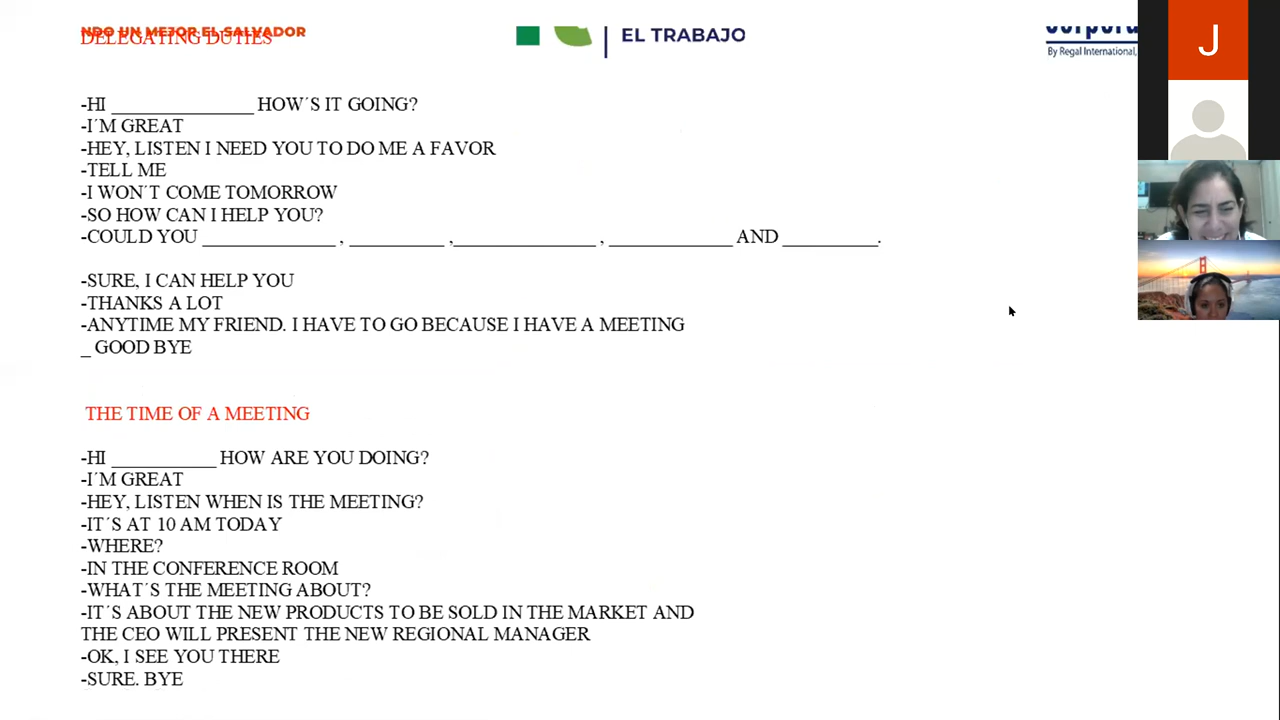 NDO UN MEJOR EL SALVADOR
DELEGATING DUTIES
EL TRABAJO
By Regal International,
J
-HI _______________ HOW´S IT GOING?
-I´M GREAT
-HEY, LISTEN I NEED YOU TO DO ME A FAVOR
-TELL ME
-I WON´T COME TOMORROW
-SO HOW CAN I HELP YOU?
-COULD YOU ______________ , __________ ,_______________ , _____________ AND __________.
-SURE, I CAN HELP YOU
-THANKS A LOT
-ANYTIME MY FRIEND. I HAVE TO GO BECAUSE I HAVE A MEETING
_ GOOD BYE
THE TIME OF A MEETING
-HI ___________ HOW ARE YOU DOING?
-I´M GREAT
-HEY, LISTEN WHEN IS THE MEETING?
-IT´S AT 10 AM TODAY
-WHERE?
-IN THE CONFERENCE ROOM
-WHAT´S THE MEETING ABOUT?
-IT´S ABOUT THE NEW PRODUCTS TO BE SOLD IN THE MARKET AND
THE CEO WILL PRESENT THE NEW REGIONAL MANAGER
-OK, I SEE YOU THERE
-SURE. BYE